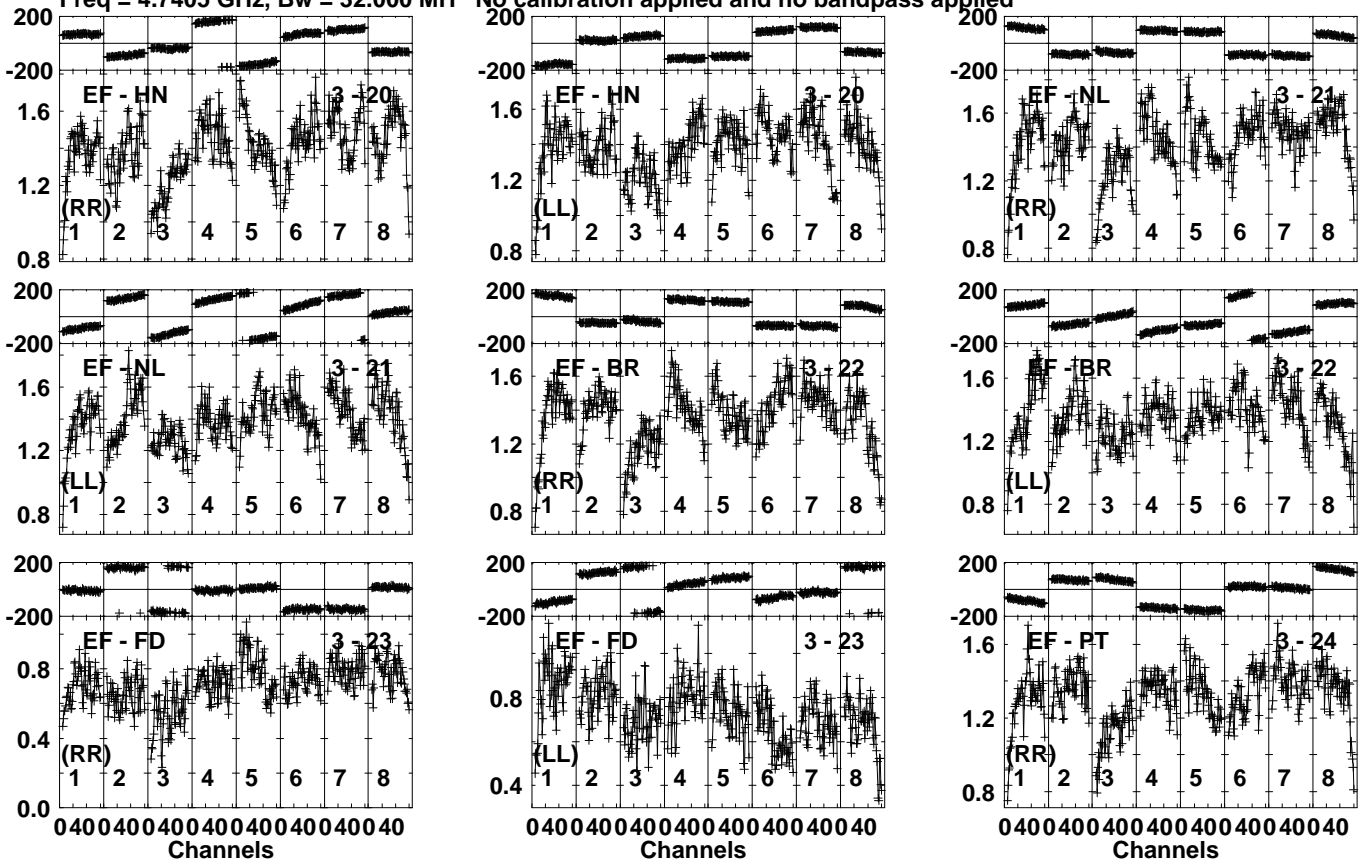 Freq = 4.7405 GHz, Bw = 32.000 MH No calibration applied and no bandpass applied
200 200 200
-200 -200 -200
EF - HN 3 - 20 EF - HN 3 - 20 EF - NL 3 - 21
1.6 1.6 1.6
1.2 1.2 1.2
(RR) (LL) (RR)
1 2 3 4 5 6 7 8 1 2 3 4 5 6 7 8 1 2 3 4 5 6 7 8
0.8 0.8 0.8
200 200 200
-200 -200 -200
EF - NL 3 - 21 EF - BR 3 - 22 EF - BR 3 - 22
1.6 1.6 1.6
1.2 1.2 1.2
(LL) (RR) (LL)
1 2 3 4 5 6 7 8 1 2 3 4 5 6 7 8 1 2 3 4 5 6 7 8
0.8 0.8 0.8
200 200 200
-200 -200 -200
EF - FD 3 - 23 EF - FD 3 - 23 EF - PT 3 - 24
0.8 0.8 1.6
0.4 1.2
(RR) (LL) (RR)
1 2 3 4 5 6 7 8 1 2 3 4 5 6 7 8 1 2 3 4 5 6 7 8
0.0 0.4 0.8
0 40 0 40 0 40 0 40 0 40 0 40 0 40 0 40 0 40 0 40 0 40 0 40 0 40 0 40 0 40 0 40 0 40 0 40 0 40 0 40 0 40 0 40 0 40 0 40
Channels Channels Channels